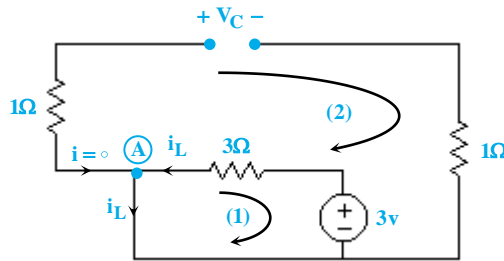 + V_C −
1Ω
(2)
1Ω
i = ∘
A
i_L
3Ω
i_L
(1)
+
−
3v